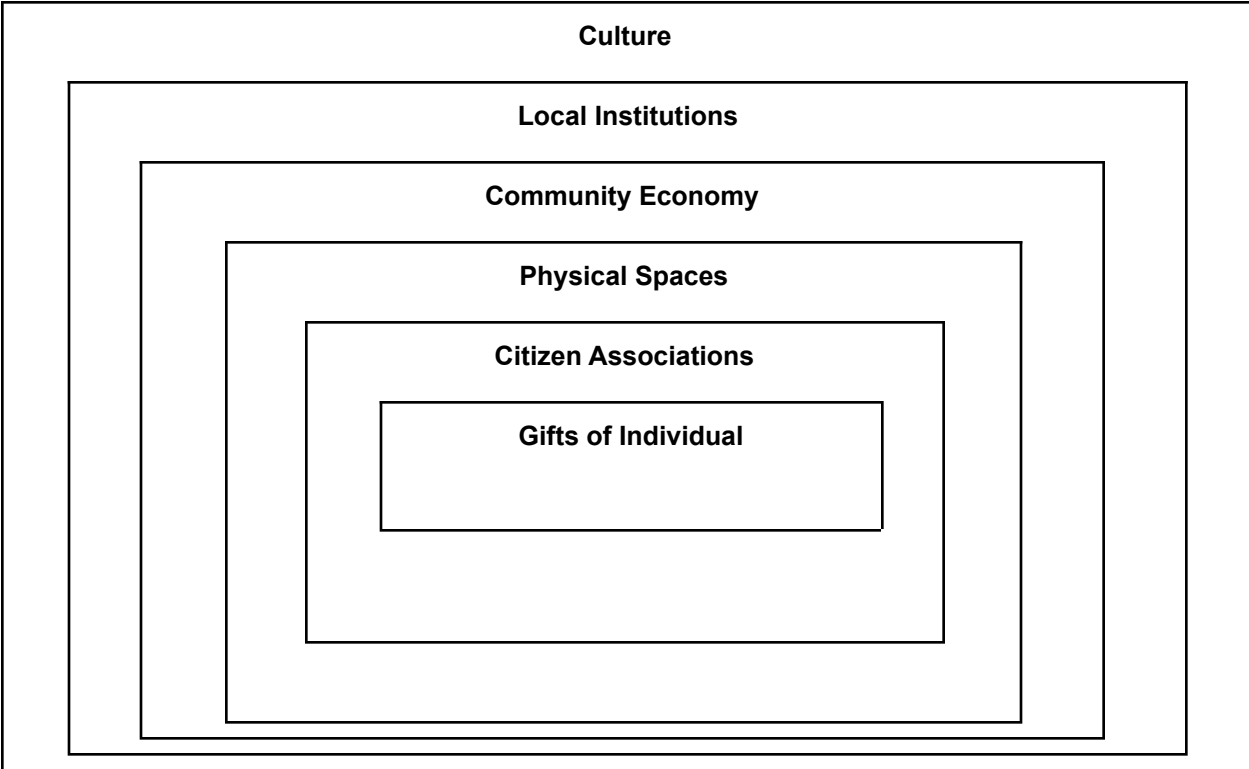 Culture
Local Institutions
Community Economy
Physical Spaces
Citizen Associations
Gifts of Individual